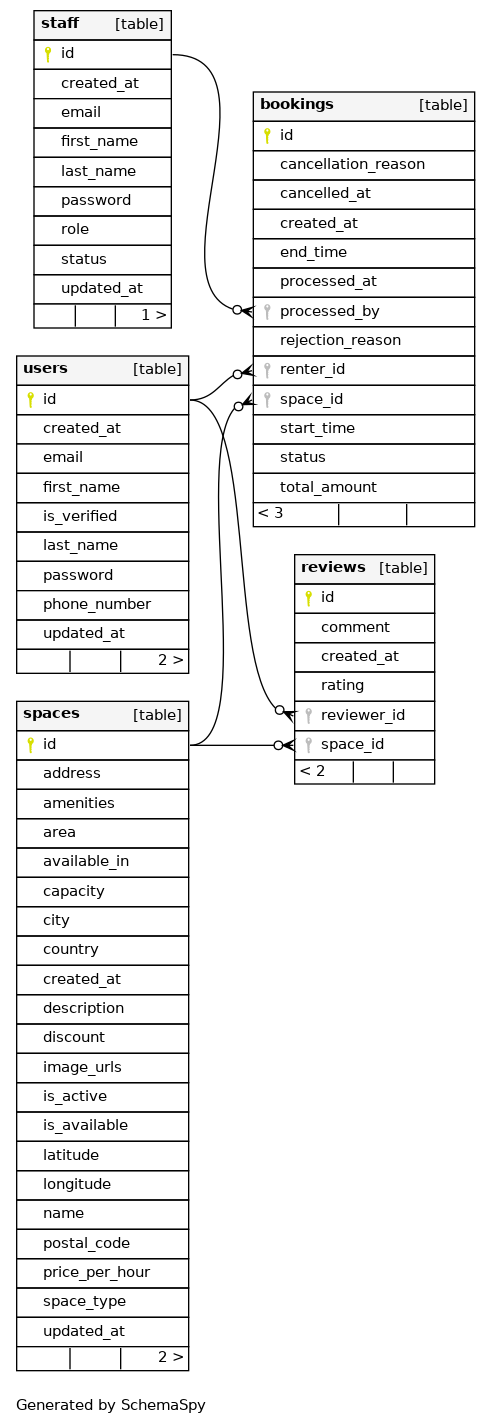 staff [table]
id
created_at
email
first_name
last_name
password
role
status
updated_at
1 >
bookings [table]
id
cancellation_reason
cancelled_at
created_at
end_time
processed_at
processed_by
rejection_reason
renter_id
space_id
start_time
status
total_amount
< 3
users [table]
id
created_at
email
first_name
is_verified
last_name
password
phone_number
updated_at
2 >
reviews [table]
id
comment
created_at
rating
reviewer_id
space_id
< 2
spaces [table]
id
address
amenities
area
available_in
capacity
city
country
created_at
description
discount
image_urls
is_active
is_available
latitude
longitude
name
postal_code
price_per_hour
space_type
updated_at
2 >
Generated by SchemaSpy